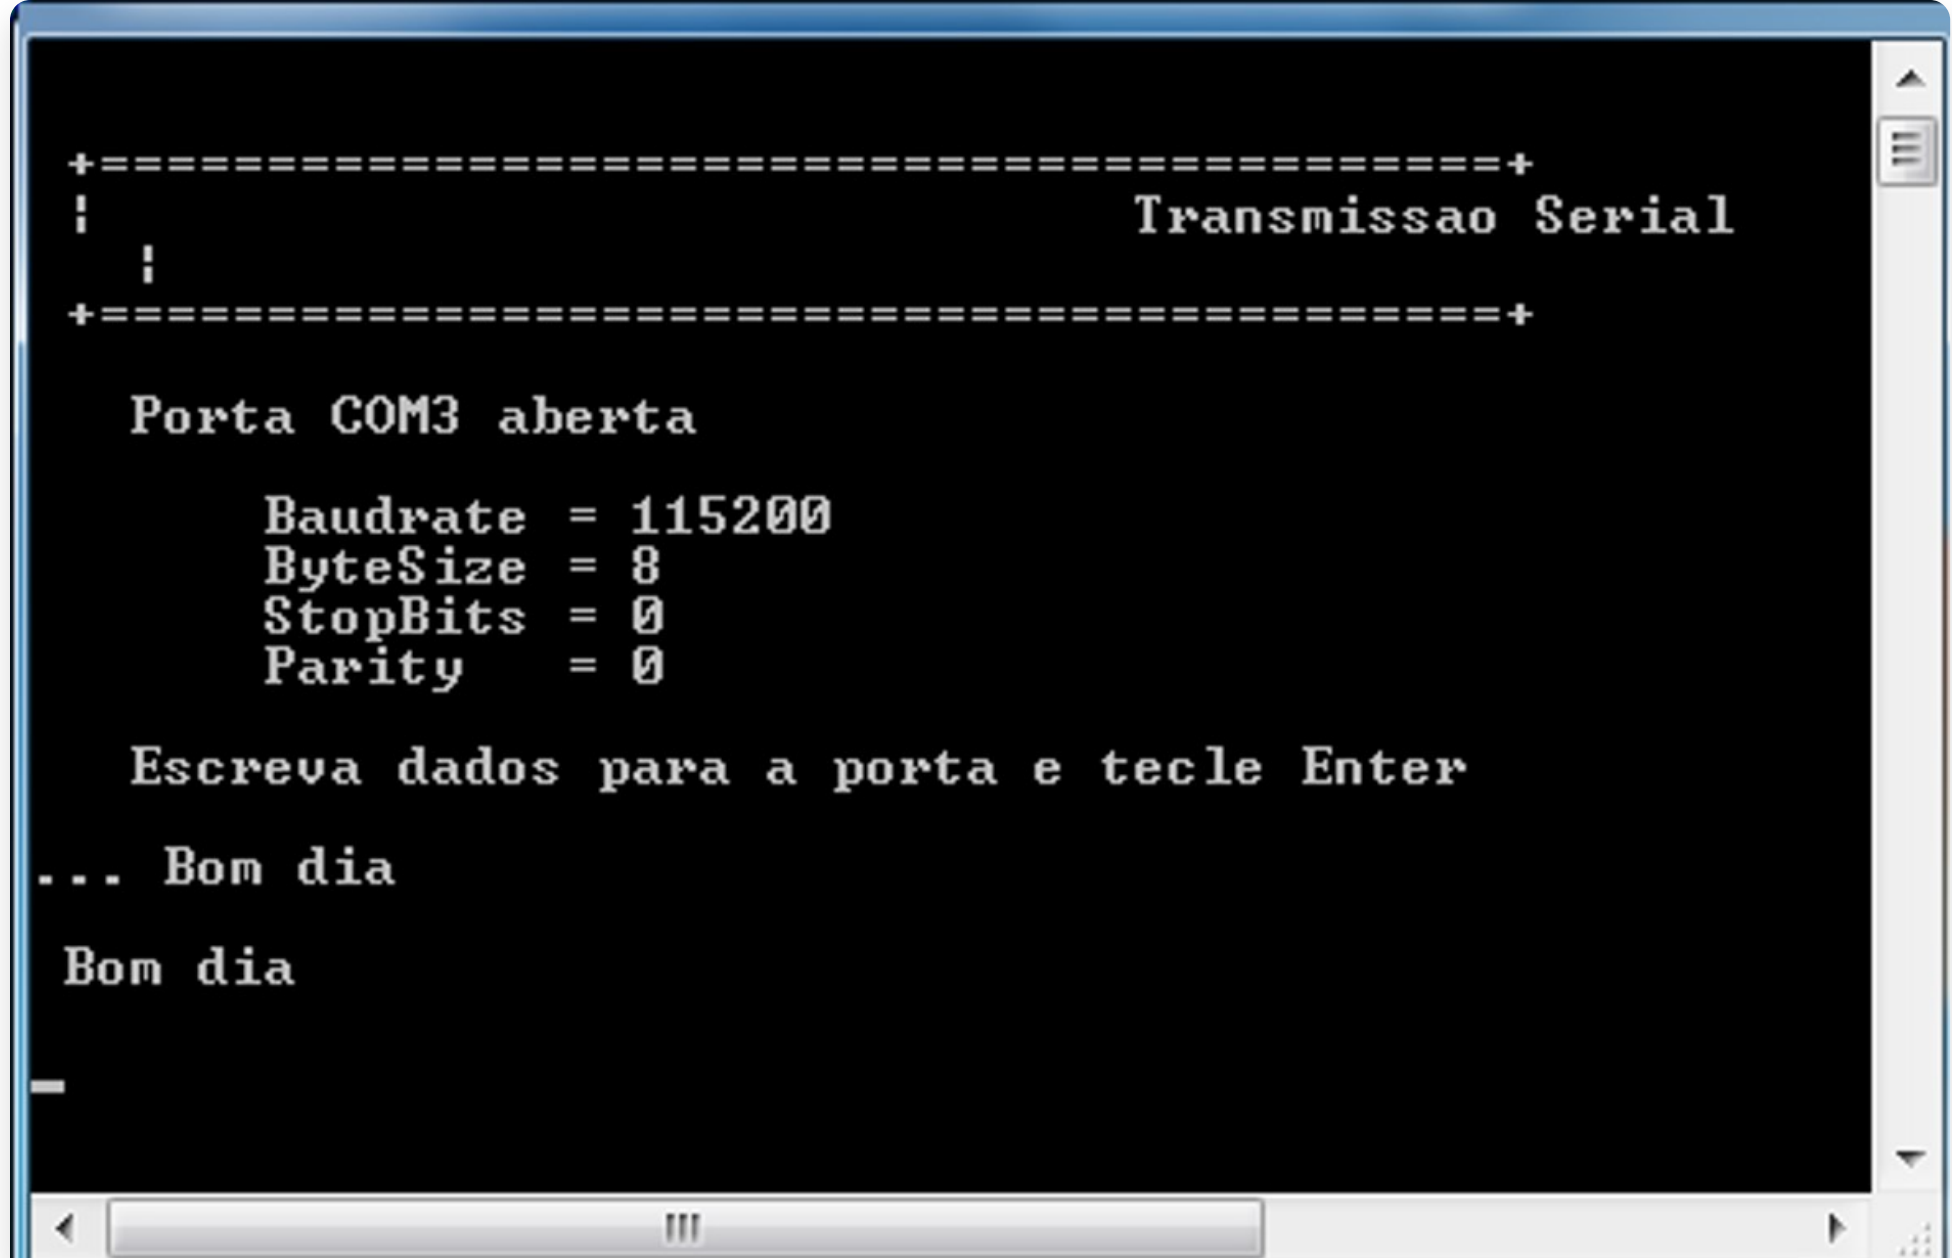 +==========================================+
¦ Transmissao Serial
¦
+==========================================+
Porta COM3 aberta
Baudrate = 115200
ByteSize = 8
StopBits = 0
Parity = 0
Escreva dados para a porta e tecle Enter
... Bom dia
Bom dia